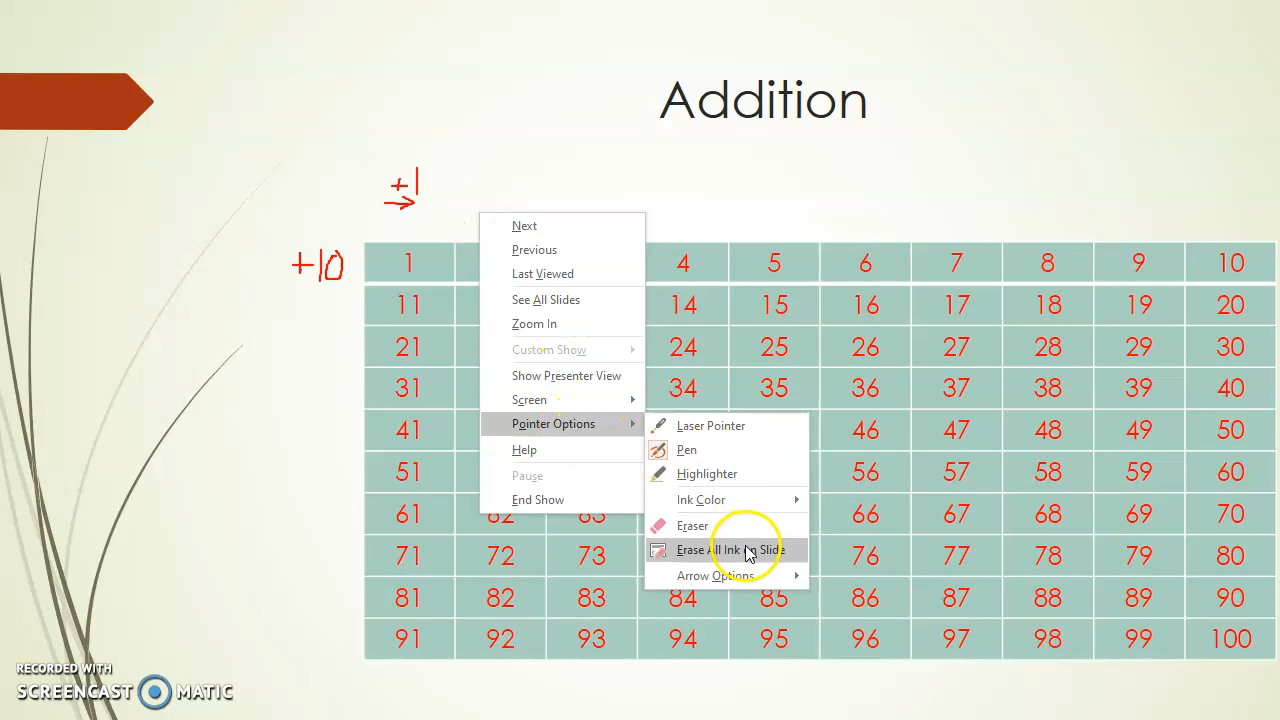 Addition
+1
+10
1 4 5 6 7 8 9 10
11 14 15 16 17 18 19 20
21 24 25 26 27 28 29 30
31 34 35 36 37 38 39 40
41 46 47 48 49 50
51 56 57 58 59 60
61 62 63 66 67 68 69 70
71 72 73 76 77 78 79 80
81 82 83 84 85 86 87 88 89 90
91 92 93 94 95 96 97 98 99 100
Next
Previous
Last Viewed
See All Slides
Zoom In
Custom Show
Show Presenter View
Screen
Pointer Options
Help
Pause
End Show
Laser Pointer
Pen
Highlighter
Ink Color
Eraser
Erase All Ink on Slide
Arrow Options
RECORDED WITH
SCREENCAST MATIC